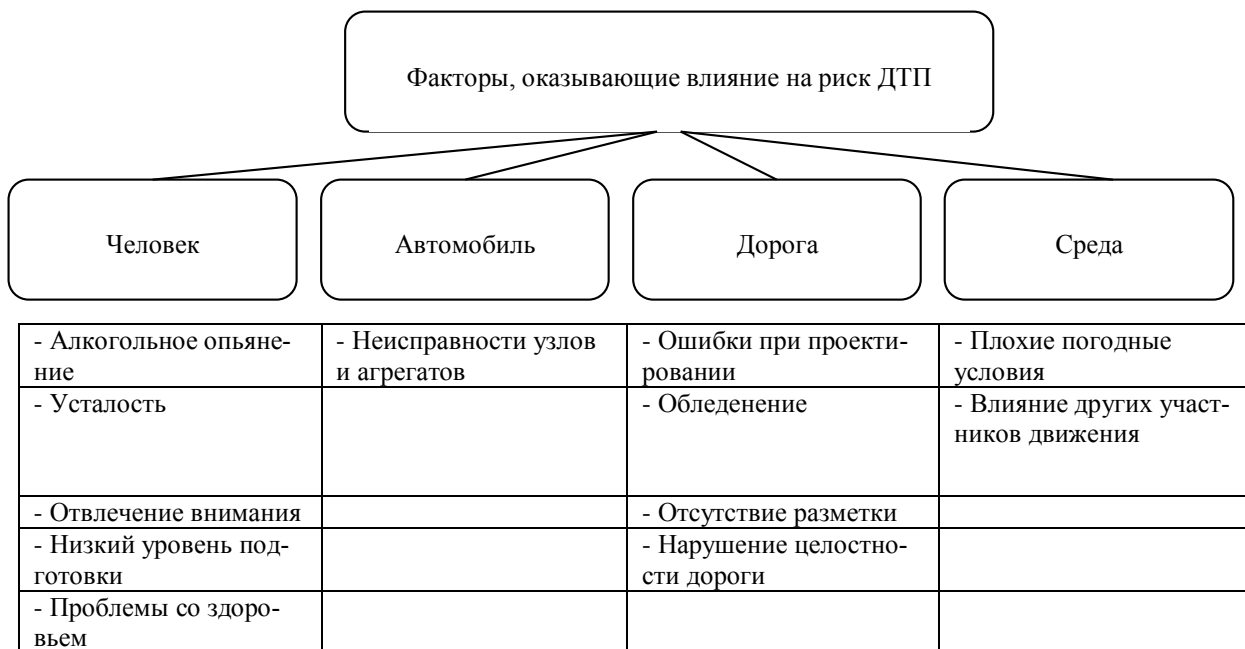 Факторы, оказывающие влияние на риск ДТП
Человек
Автомобиль
Дорога
Среда
- Алкогольное опьяне-
ние
- Неисправности узлов
и агрегатов
- Ошибки при проекти-
ровании
- Плохие погодные
условия
- Усталость
- Обледенение
- Влияние других участ-
ников движения
- Отвлечение внимания
- Отсутствие разметки
- Низкий уровень под-
готовки
- Нарушение целостно-
сти дороги
- Проблемы со здоро-
вьем